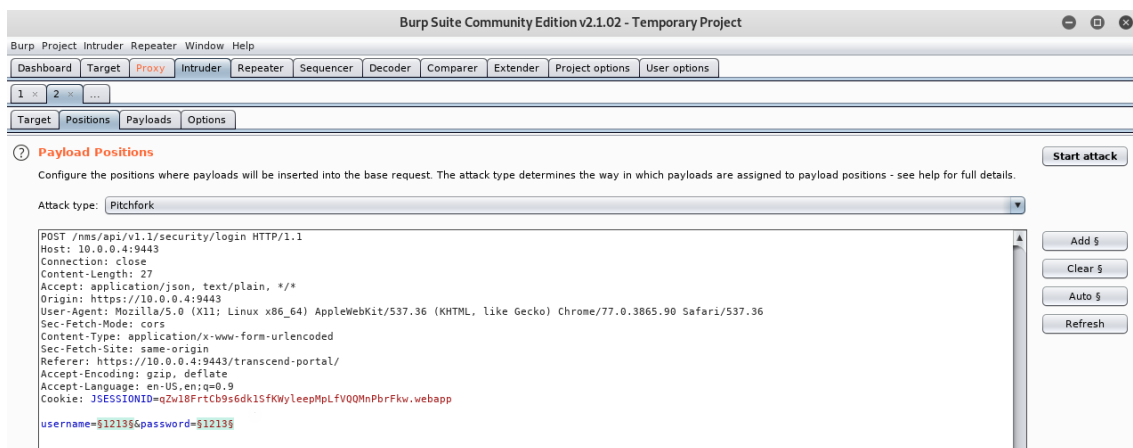 Burp Suite Community Edition v2.1.02 - Temporary Project
Burp Project Intruder Repeater Window Help
Dashboard Target Proxy Intruder Repeater Sequencer Decoder Comparer Extender Project options User options
1 × 2 × ...
Target Positions Payloads Options
? Payload Positions
Start attack
Configure the positions where payloads will be inserted into the base request. The attack type determines the way in which payloads are assigned to payload positions - see help for full details.
Attack type: Pitchfork
POST /nms/api/v1.1/security/login HTTP/1.1
Host: 10.0.0.4:9443
Connection: close
Content-Length: 27
Accept: application/json, text/plain, */*
Origin: https://10.0.0.4:9443
User-Agent: Mozilla/5.0 (X11; Linux x86_64) AppleWebKit/537.36 (KHTML, like Gecko) Chrome/77.0.3865.90 Safari/537.36
Sec-Fetch-Mode: cors
Content-Type: application/x-www-form-urlencoded
Sec-Fetch-Site: same-origin
Referer: https://10.0.0.4:9443/transcend-portal/
Accept-Encoding: gzip, deflate
Accept-Language: en-US,en;q=0.9
Cookie: JSESSIONID=qZw18FrtCb9s6dk1SfKWyleepMpLfVQQMnPbrFkw.webapp
username=§1213§&password=§1213§
Add §
Clear §
Auto §
Refresh